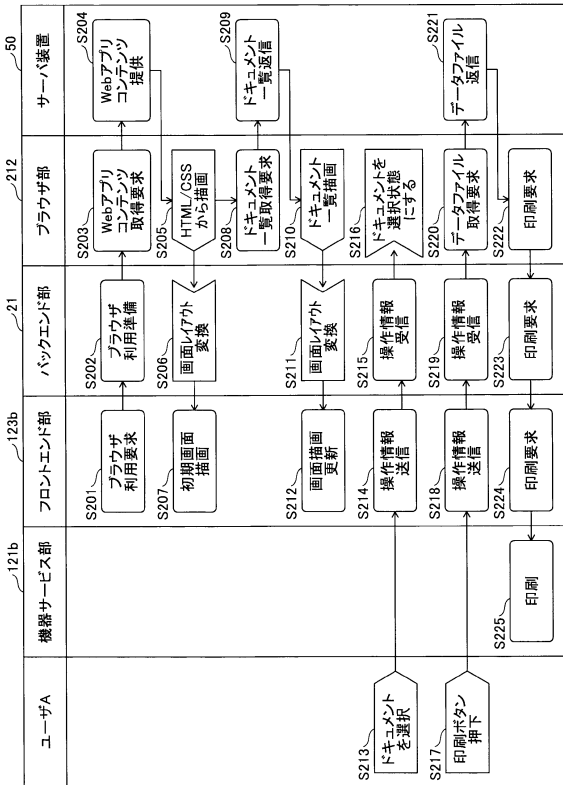 ユーザA
121b
機器サービス部
123b
フロントエンド部
21
バックエンド部
212
ブラウザ部
50
サーバ装置
S201
ブラウザ
利用要求
S202
ブラウザ
利用準備
S203
Webアプリ
コンテンツ
取得要求
S204
Webアプリ
コンテンツ
提供
S205
HTML/CSS
から描画
S206
画面レイアウト
変換
S207
初期画面
描画
S208
ドキュメント
一覧取得要求
S209
ドキュメント
一覧返信
S210
ドキュメント
一覧描画
S211
画面レイアウト
変換
S212
画面描画
更新
S213
ドキュメント
を選択
S214
操作情報
送信
S215
操作情報
受信
S216
ドキュメントを
選択状態
にする
S217
印刷ボタン
押下
S218
操作情報
送信
S219
操作情報
受信
S220
データファイル
取得要求
S221
データファイル
返信
S222
印刷要求
S223
印刷要求
S224
印刷要求
S225
印刷